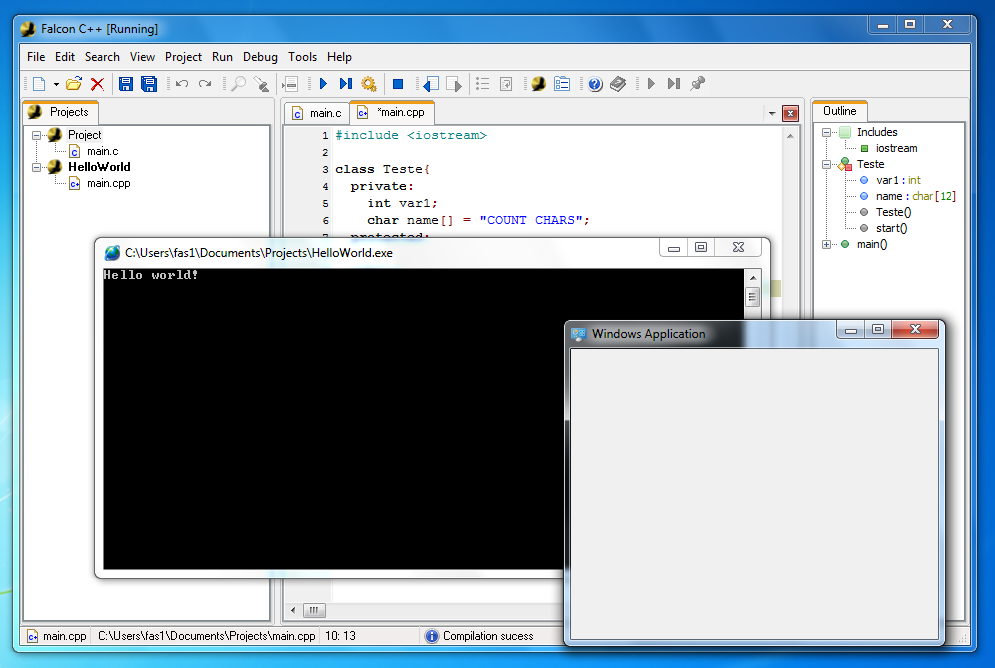 Falcon C++ [Running]
File Edit Search View Project Run Debug Tools Help
Projects
Project
main.c
HelloWorld
main.cpp
main.c *main.cpp
1 #include <iostream>
2
3 class Teste{
4 private:
5 int var1;
6 char name[] = "COUNT CHARS";
7 protected:
Outline
Includes
iostream
Teste
var1 : int
name : char [12]
Teste()
start()
main()
C:\Users\fas1\Documents\Projects\HelloWorld.exe
Hello world!
Windows Application
main.cpp C:\Users\fas1\Documents\Projects\main.cpp 10: 13 Compilation sucess